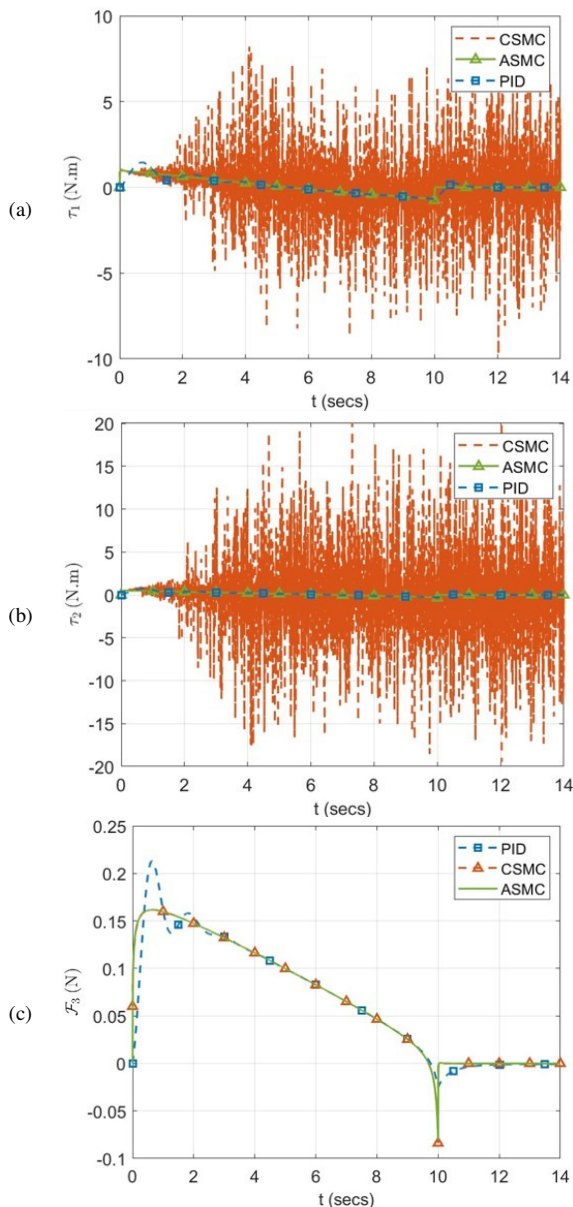 10
CSMC
ASMC
PID
5
(a)
τ1 (N.m)
0
-5
-10
0 2 4 6 8 10 12 14
t (secs)
20
CSMC
15
ASMC
PID
10
5
(b)
τ2 (N.m)
0
-5
-10
-15
-20
0 2 4 6 8 10 12 14
t (secs)
0.25
PID
CSMC
0.2
ASMC
0.15
0.1
(c)
ℱ3 (N)
0.05
0
-0.05
-0.1
0 2 4 6 8 10 12 14
t (secs)